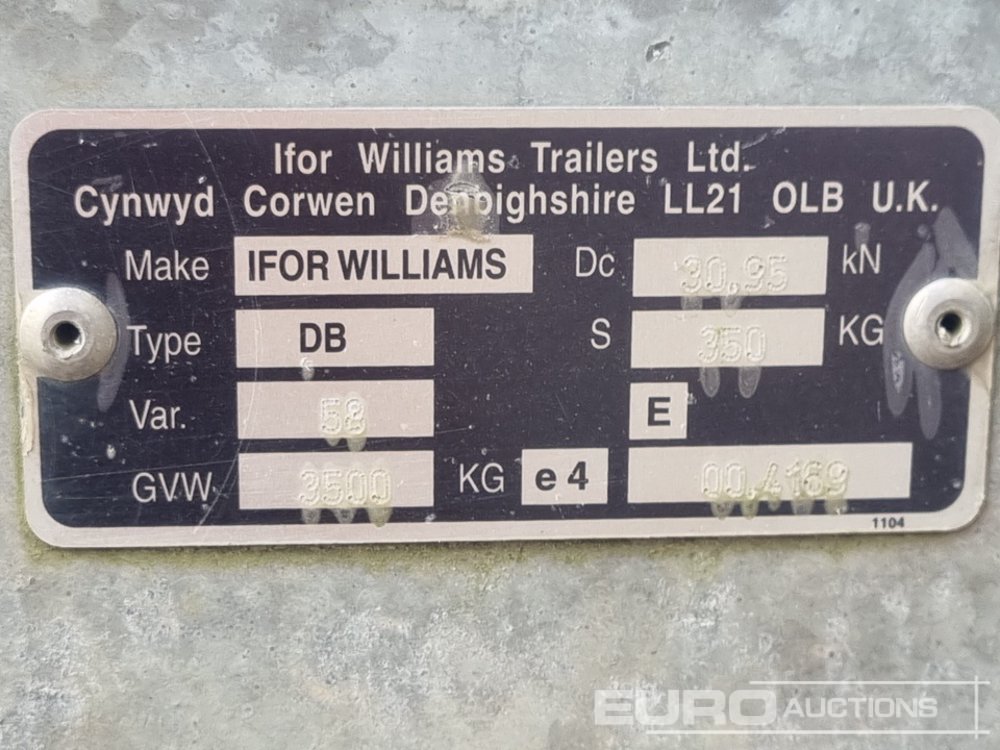 Ifor Williams Trailers Ltd.
Cynwyd Corwen Denbighshire LL21 OLB U.K.
Make IFOR WILLIAMS Dc 30.95 kN
Type DB S 350 KG
Var. 58 E
GVW 3500 KG e4 00.4169
1104
EURO AUCTIONS